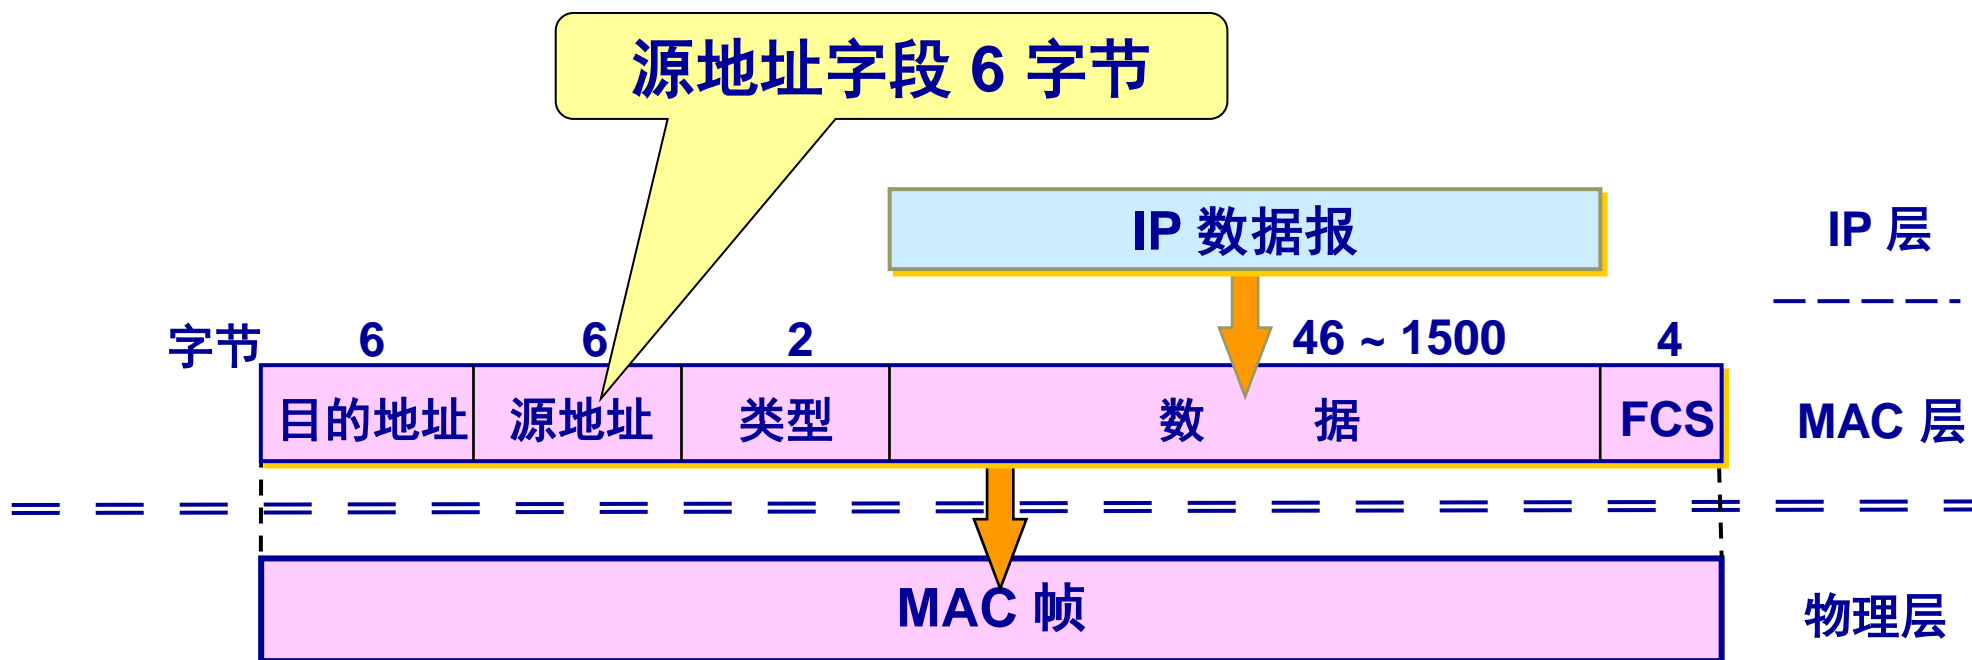 源地址字段 6 字节
IP 数据报
IP 层
字节 6 6 2 46 ~ 1500 4
目的地址 源地址 类型 数 据 FCS MAC 层
MAC 帧
物理层